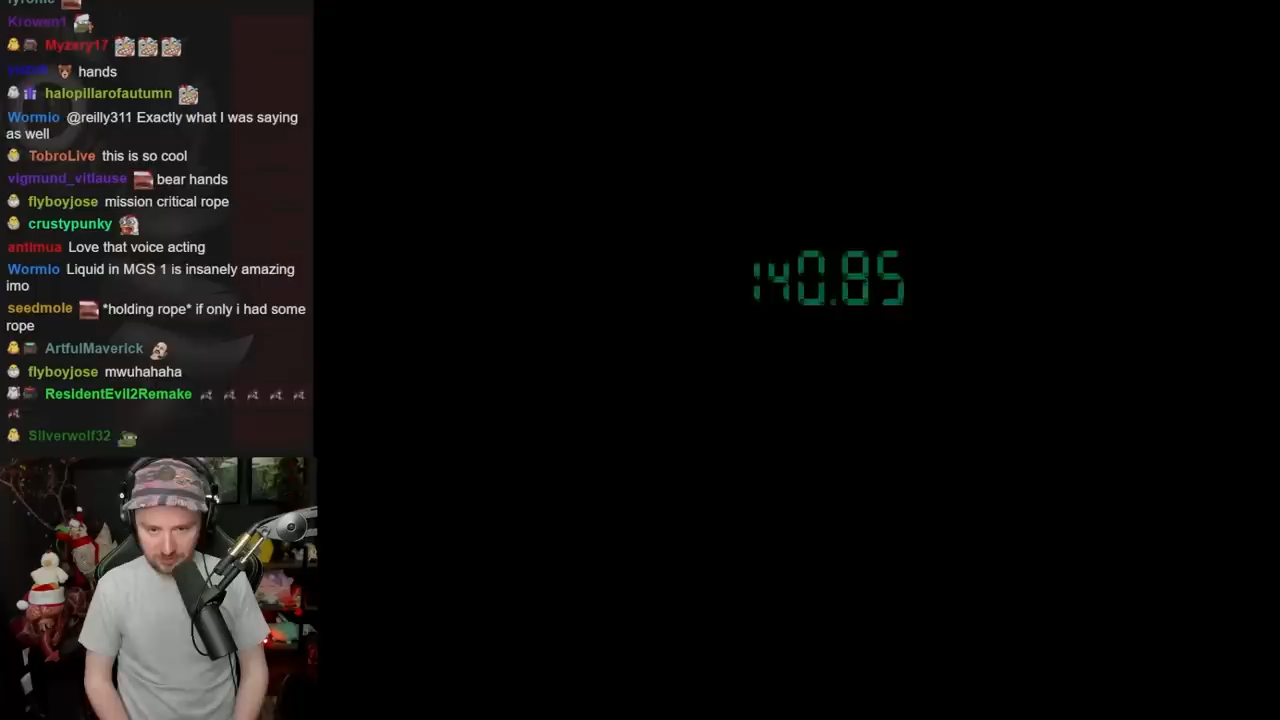 Krowen1
Myzery17
hands
halopillarofautumn
Wormio @reilly311 Exactly what I was saying
as well
TobroLive this is so cool
vigmund_vitlause bear hands
flyboyjose mission critical rope
crustypunky
antimua Love that voice acting
Wormio Liquid in MGS 1 is insanely amazing
imo
seedmole *holding rope* if only i had some
rope
ArtfulMaverick
flyboyjose mwuhahaha
ResidentEvil2Remake
Silverwolf32
140.85